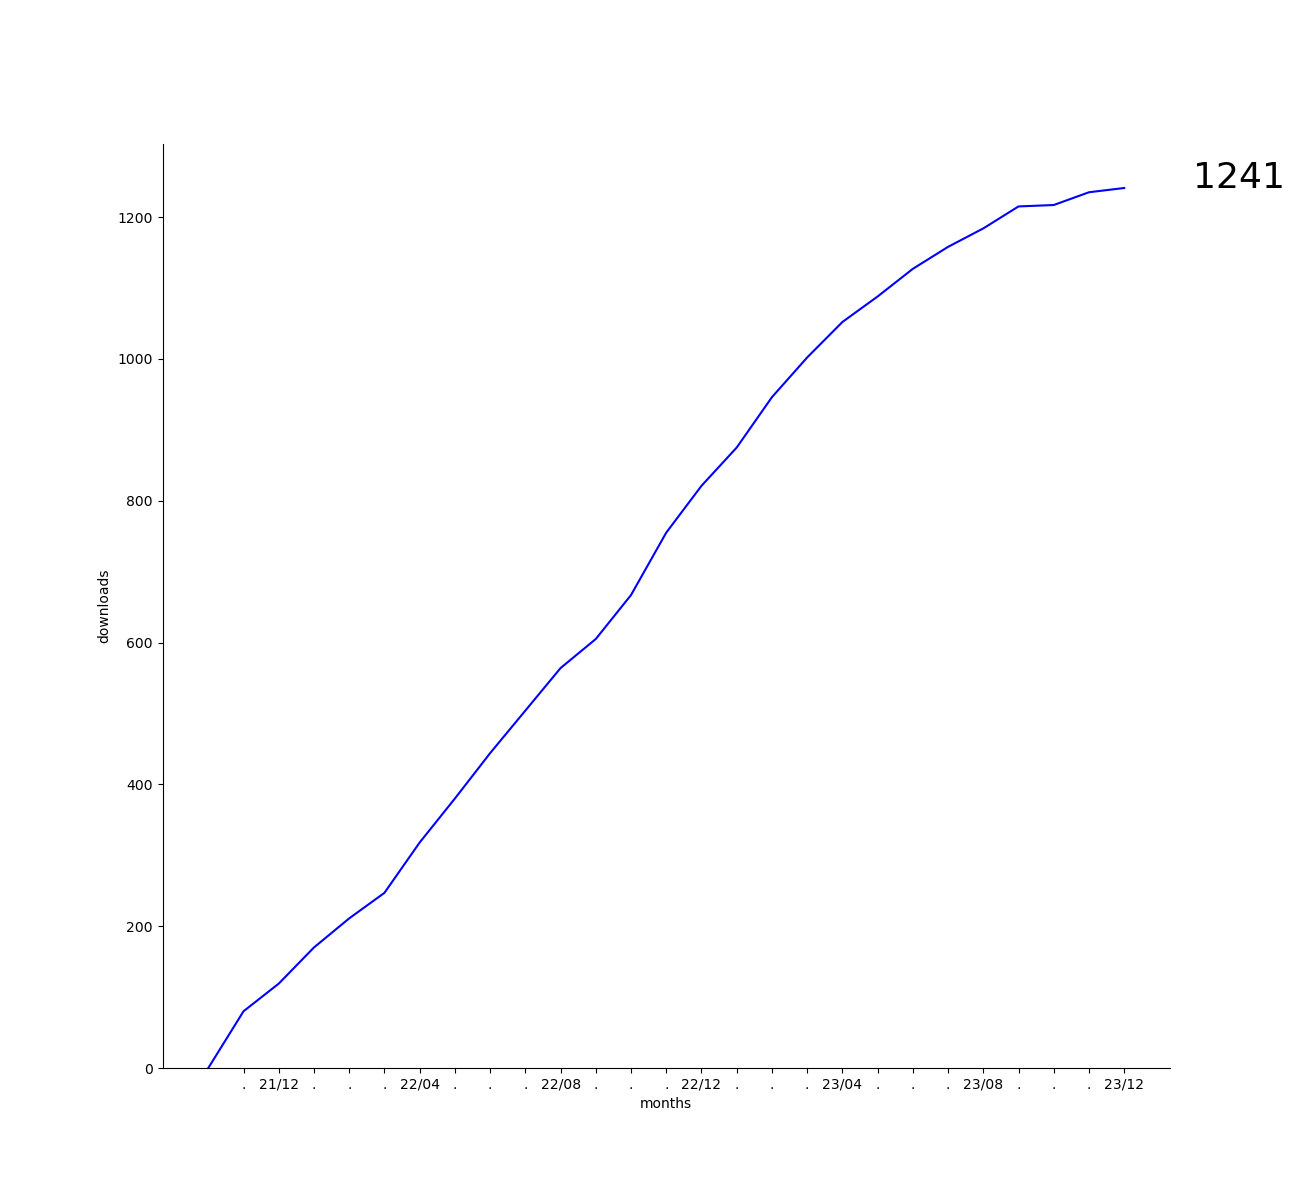 1241
1200
1000
800
downloads
600
400
200
0
. 21/12 . . . 22/04 . . . 22/08 . . . 22/12 . . . 23/04 . . . 23/08 . . . 23/12
months